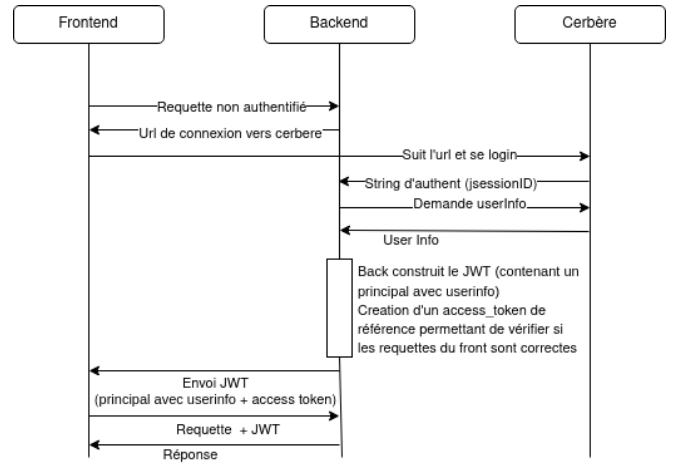 Frontend
Backend
Cerbère
Requette non authentifié
Url de connexion vers cerbere
Suit l'url et se login
String d'authent (jsessionID)
Demande userInfo
User Info
Back construit le JWT (contenant un
principal avec userinfo)
Creation d'un access_token de
référence permettant de vérifier si
les requettes du front sont correctes
Envoi JWT
(principal avec userinfo + access token)
Requette + JWT
Réponse